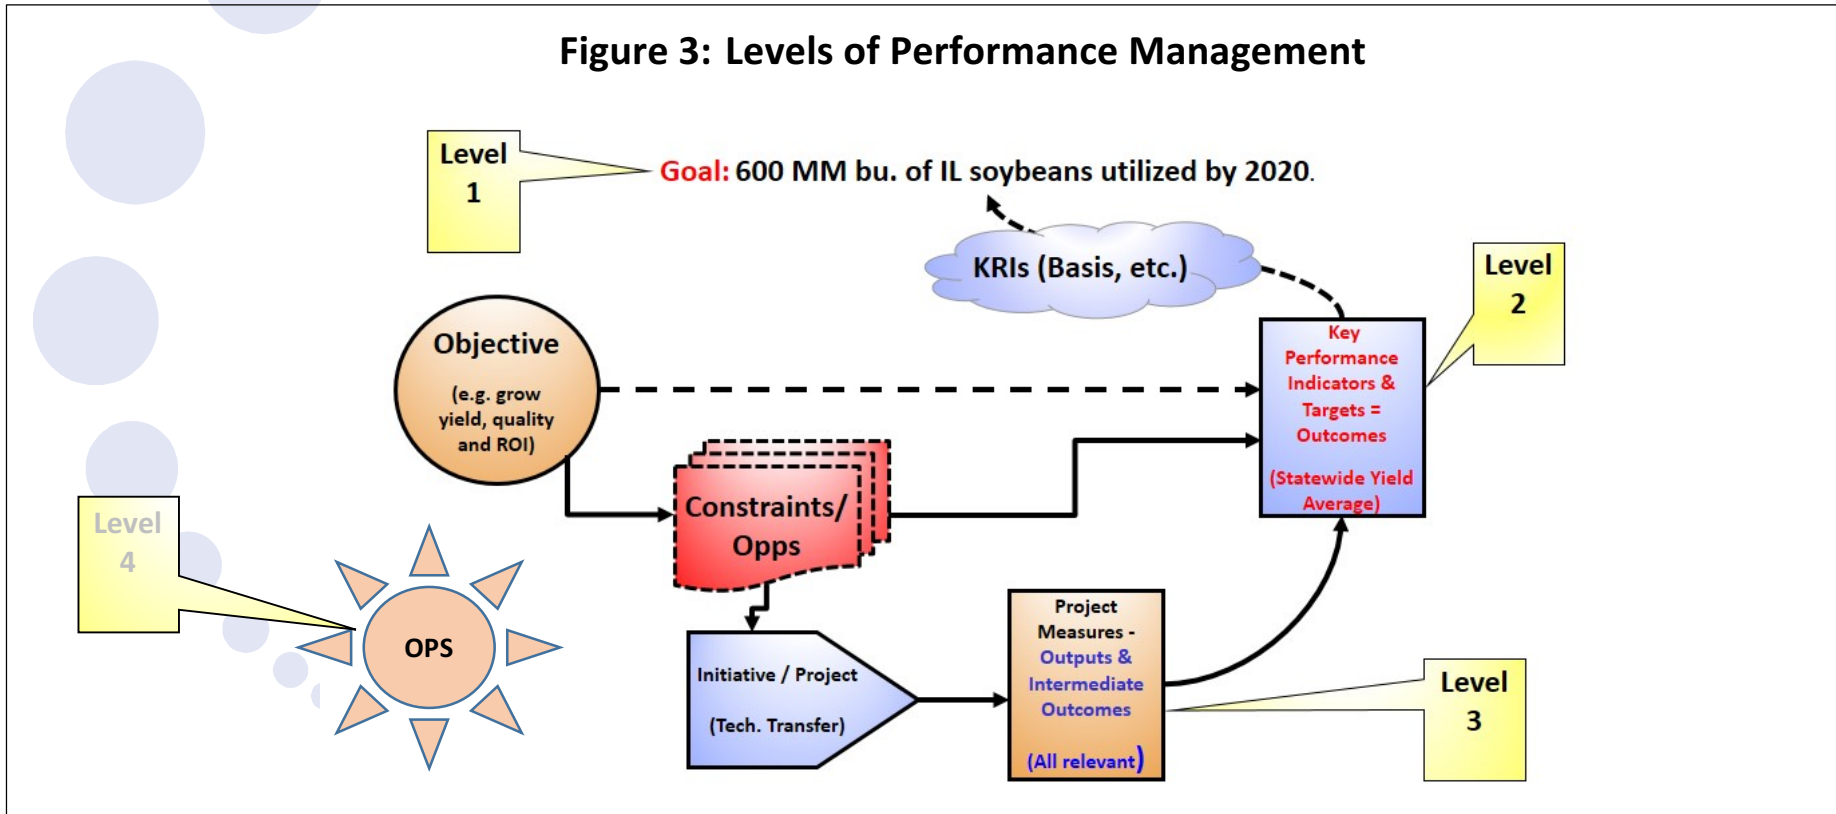 Figure 3: Levels of Performance Management
Level
1
Goal: 600 MM bu. of IL soybeans utilized by 2020.
KRIs (Basis, etc.)
Level
2
Objective
(e.g. grow
yield, quality
and ROI)
Key
Performance
Indicators &
Targets =
Outcomes
(Statewide Yield
Average)
Constraints/
Opps
Level
4
OPS
Initiative / Project
(Tech. Transfer)
Project
Measures -
Outputs &
Intermediate
Outcomes
(All relevant)
Level
3